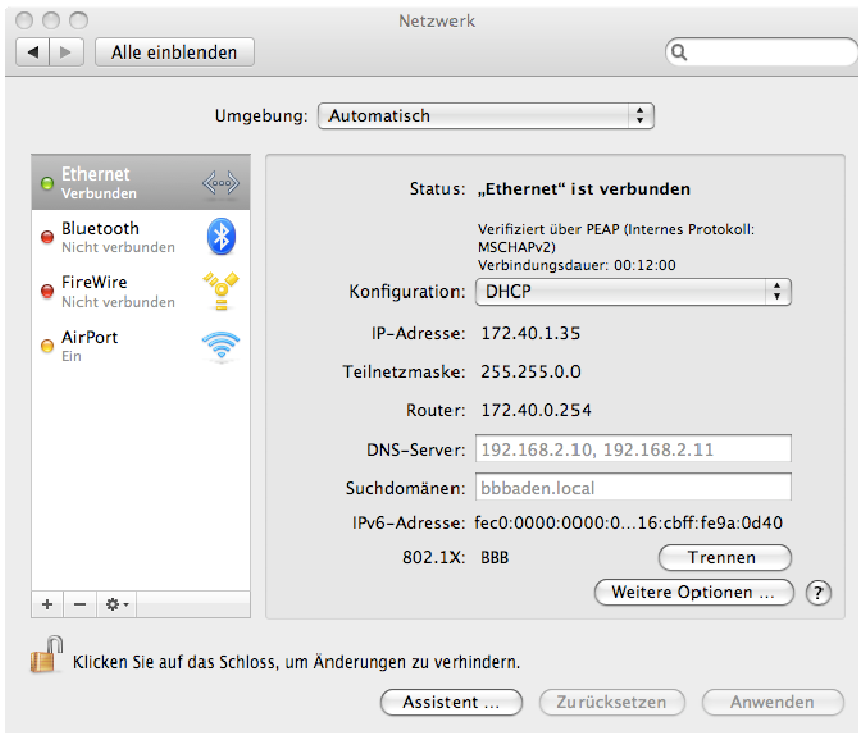 Netzwerk
Alle einblenden
Umgebung: Automatisch
Ethernet
Verbunden
Bluetooth
Nicht verbunden
FireWire
Nicht verbunden
AirPort
Ein
Status: „Ethernet“ ist verbunden
Verifiziert über PEAP (Internes Protokoll:
MSCHAPv2)
Verbindungsdauer: 00:12:00
Konfiguration: DHCP
IP-Adresse: 172.40.1.35
Teilnetzmaske: 255.255.0.0
Router: 172.40.0.254
DNS-Server: 192.168.2.10, 192.168.2.11
Suchdomänen: bbbaden.local
IPv6-Adresse: fec0:0000:0000:0...16:cbff:fe9a:0d40
802.1X: BBB Trennen
Weitere Optionen ... ?
Klicken Sie auf das Schloss, um Änderungen zu verhindern.
Assistent ... Zurücksetzen Anwenden